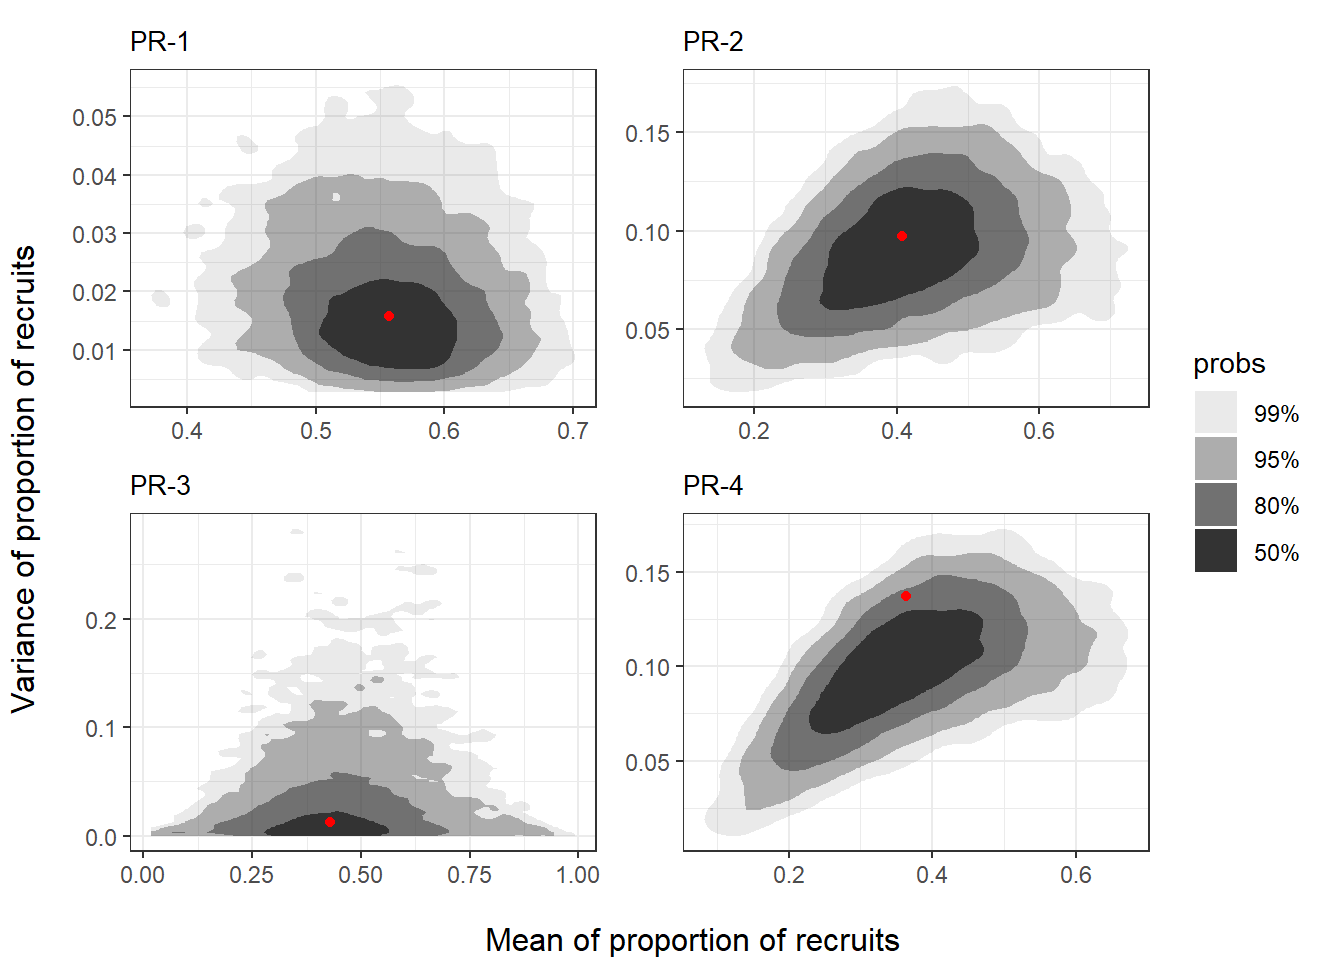 PR-1
PR-2
0.05
0.04
0.03
0.02
0.01
0.15
0.10
0.05
0.4 0.5 0.6 0.7
0.2 0.4 0.6
Variance of proportion of recruits
PR-3
PR-4
0.2
0.1
0.0
0.15
0.10
0.05
0.00 0.25 0.50 0.75 1.00
0.2 0.4 0.6
Mean of proportion of recruits
probs
99%
95%
80%
50%